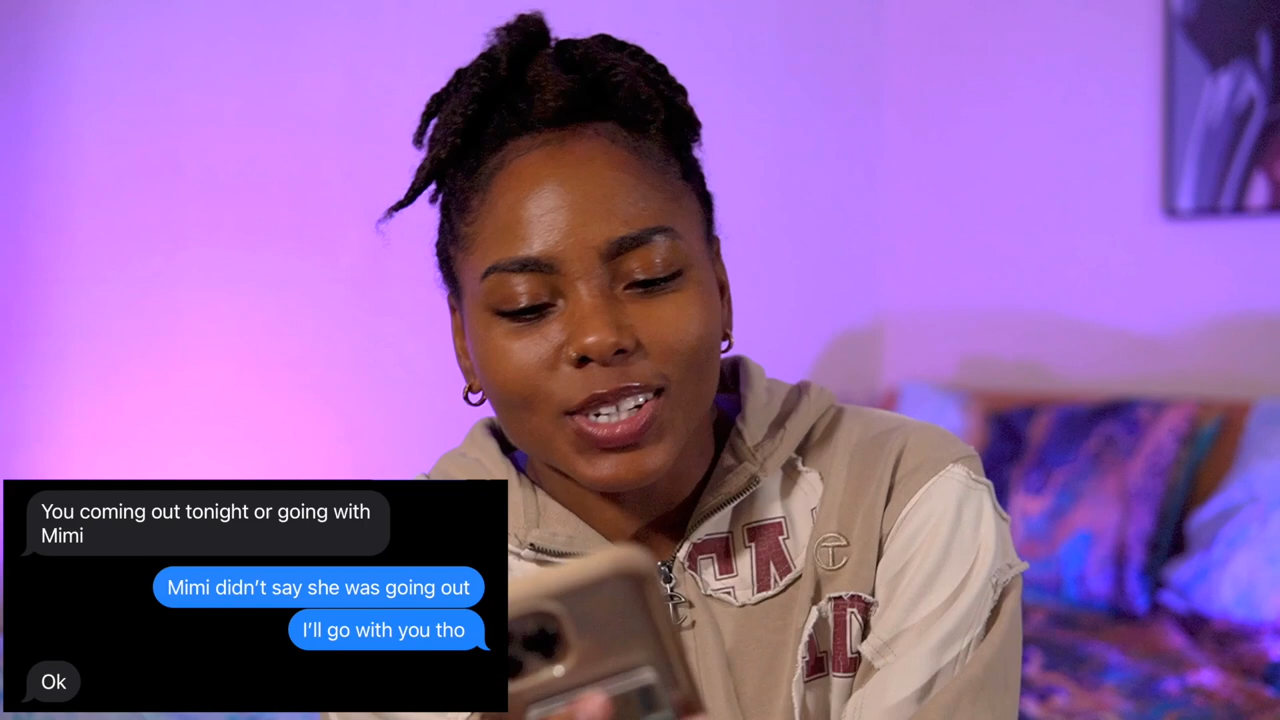 You coming out tonight or going with
Mimi
Mimi didn’t say she was going out
I’ll go with you tho
Ok